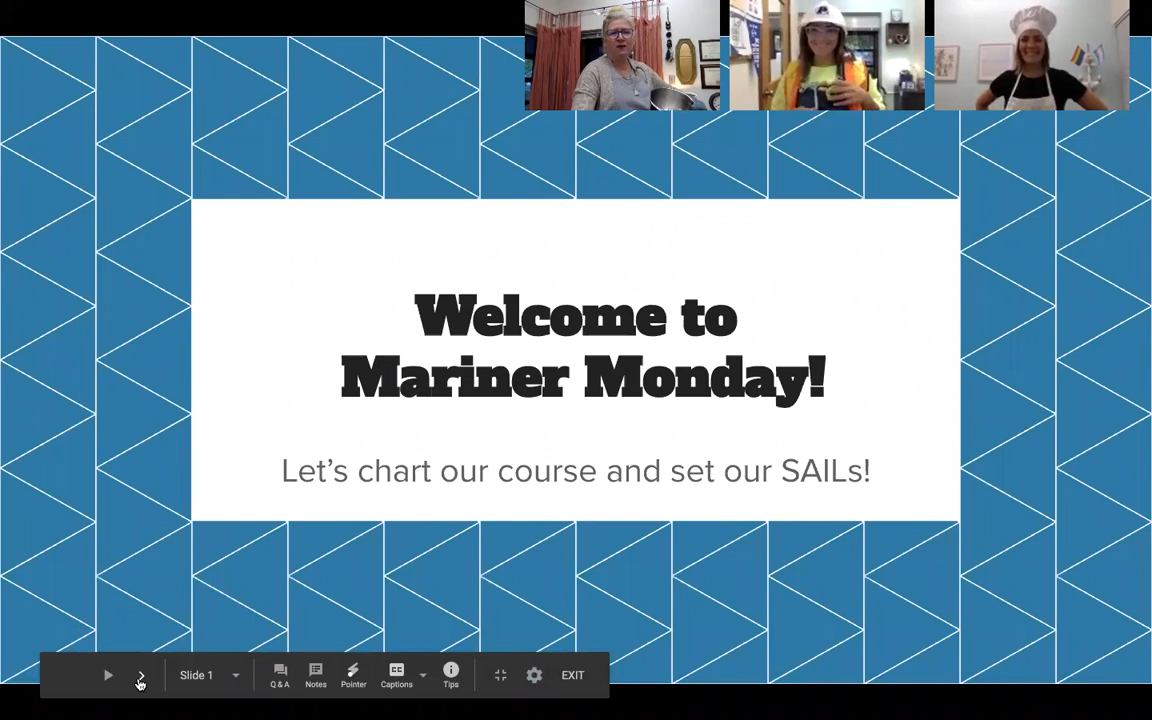 Welcome to
Mariner Monday!
Let's chart our course and set our SAILs!
Slide 1
Q & A
Notes
Pointer
CC
Captions
Tips
EXIT